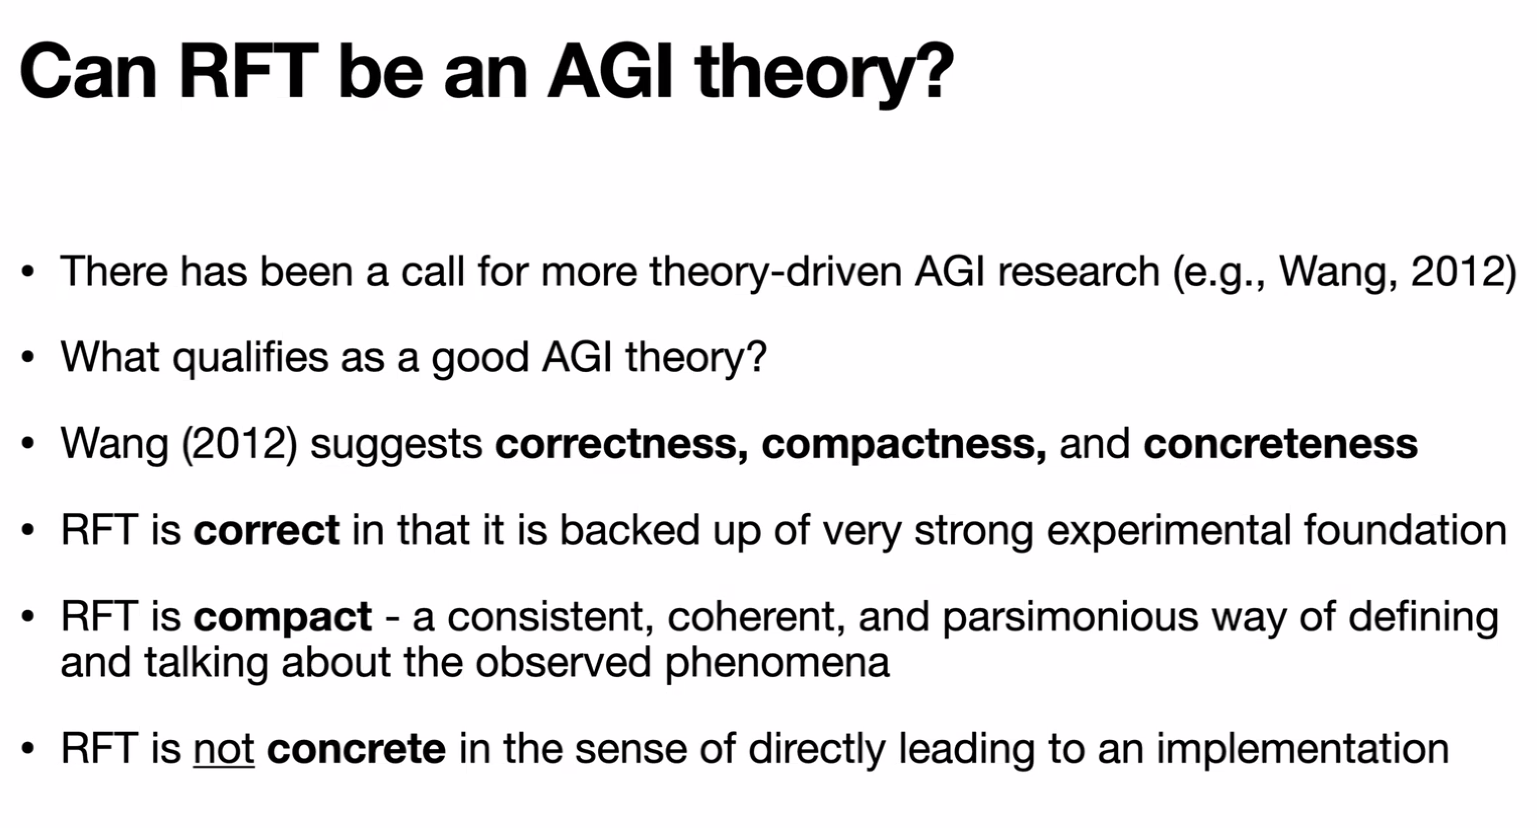 Can RFT be an AGI theory?
• There has been a call for more theory-driven AGI research (e.g., Wang, 2012)
• What qualifies as a good AGI theory?
• Wang (2012) suggests correctness, compactness, and concreteness
• RFT is correct in that it is backed up of very strong experimental foundation
• RFT is compact - a consistent, coherent, and parsimonious way of defining
and talking about the observed phenomena
• RFT is not concrete in the sense of directly leading to an implementation